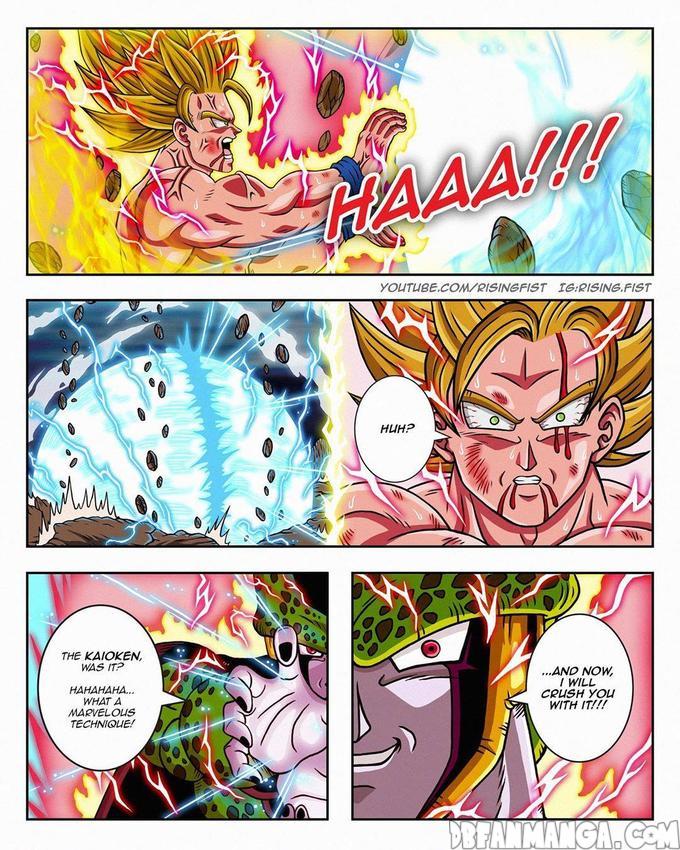 HAAA!!!
YOUTUBE.COM/RISINGFIST IG:RISING.FIST
HUH?
THE KAIOKEN,
WAS IT?
HAHAHAHA...
WHAT A
MARVELOUS
TECHNIQUE!
...AND NOW,
I WILL
CRUSH YOU
WITH IT!!!
DBFANMANGA.COM